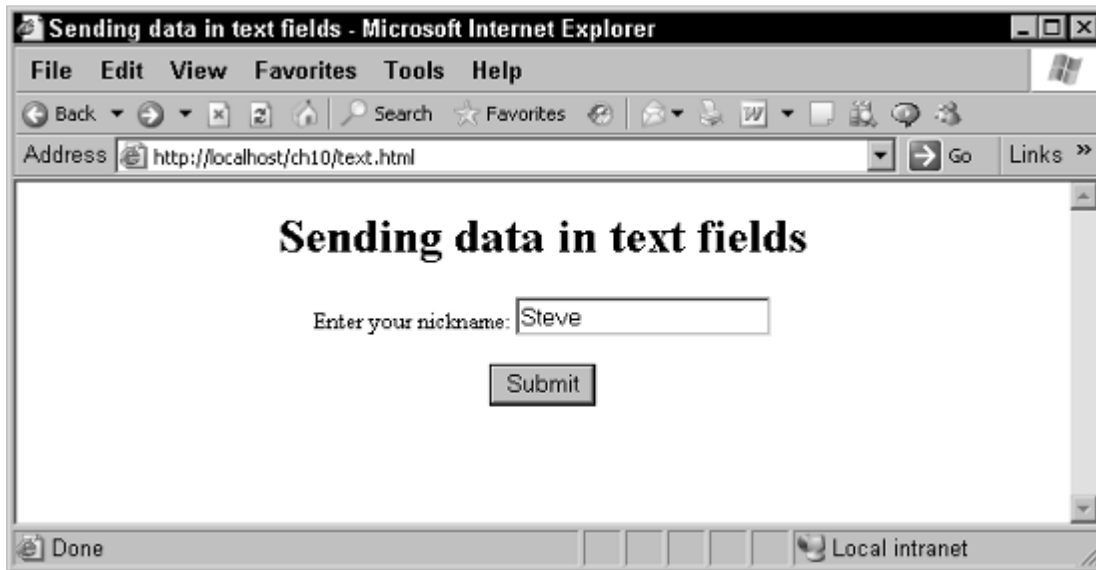 Sending data in text fields - Microsoft Internet Explorer
File Edit View Favorites Tools Help
Back Search Favorites W
Address http://localhost/ch10/text.html Go Links »
Sending data in text fields
Enter your nickname: Steve
Submit
Done Local intranet